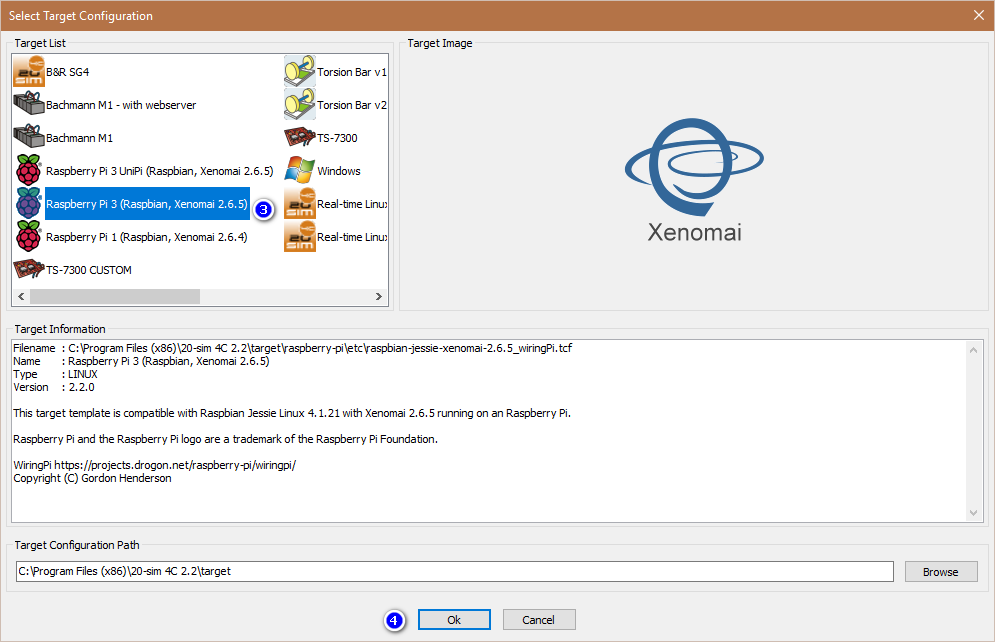 Select Target Configuration
Target List
B&R SG4
Bachmann M1 - with webserver
Bachmann M1
Raspberry Pi 3 UniPi (Raspbian, Xenomai 2.6.5)
Raspberry Pi 3 (Raspbian, Xenomai 2.6.5)
3
Raspberry Pi 1 (Raspbian, Xenomai 2.6.4)
TS-7300 CUSTOM
Torsion Bar v1
Torsion Bar v2
TS-7300
Windows
Real-time Linux
Real-time Linux
Target Image
Xenomai
Target Information
Filename : C:\Program Files (x86)\20-sim 4C 2.2\target\raspberry-pi\etc\raspbian-jessie-xenomai-2.6.5_wiringPi.tcf
Name : Raspberry Pi 3 (Raspbian, Xenomai 2.6.5)
Type : LINUX
Version : 2.2.0
This target template is compatible with Raspbian Jessie Linux 4.1.21 with Xenomai 2.6.5 running on an Raspberry Pi.
Raspberry Pi and the Raspberry Pi logo are a trademark of the Raspberry Pi Foundation.
WiringPi https://projects.drogon.net/raspberry-pi/wiringpi/
Copyright (C) Gordon Henderson
Target Configuration Path
C:\Program Files (x86)\20-sim 4C 2.2\target
Browse
4
Ok
Cancel